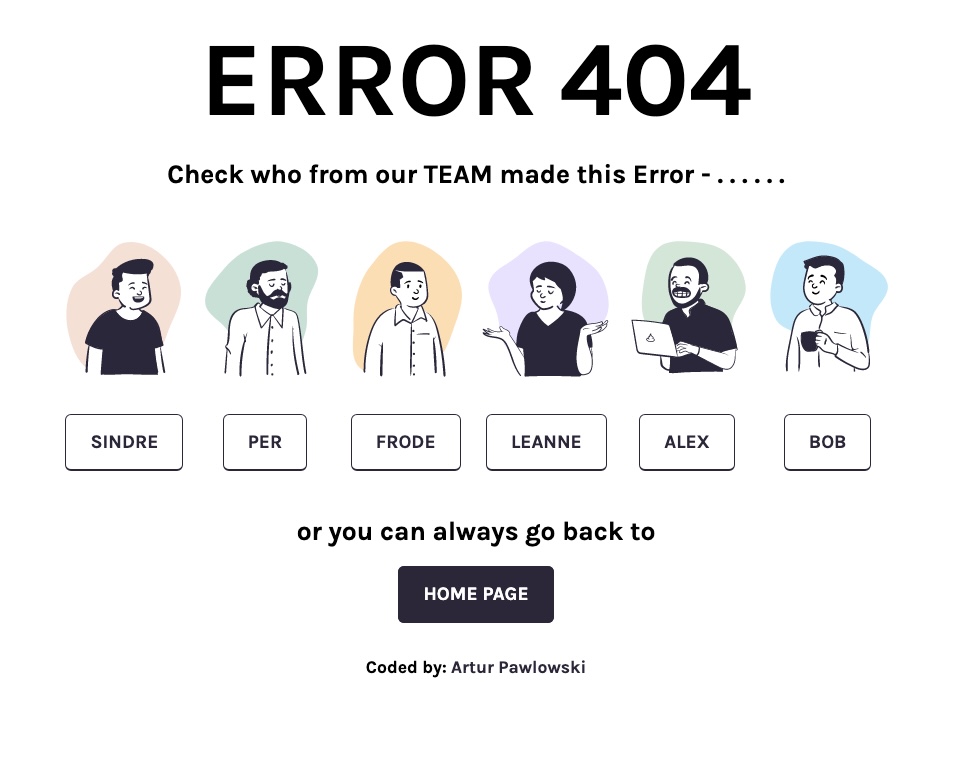 ERROR 404
Check who from our TEAM made this Error - . . . . . .
SINDRE PER FRODE LEANNE ALEX BOB
or you can always go back to
HOME PAGE
Coded by: Artur Pawlowski